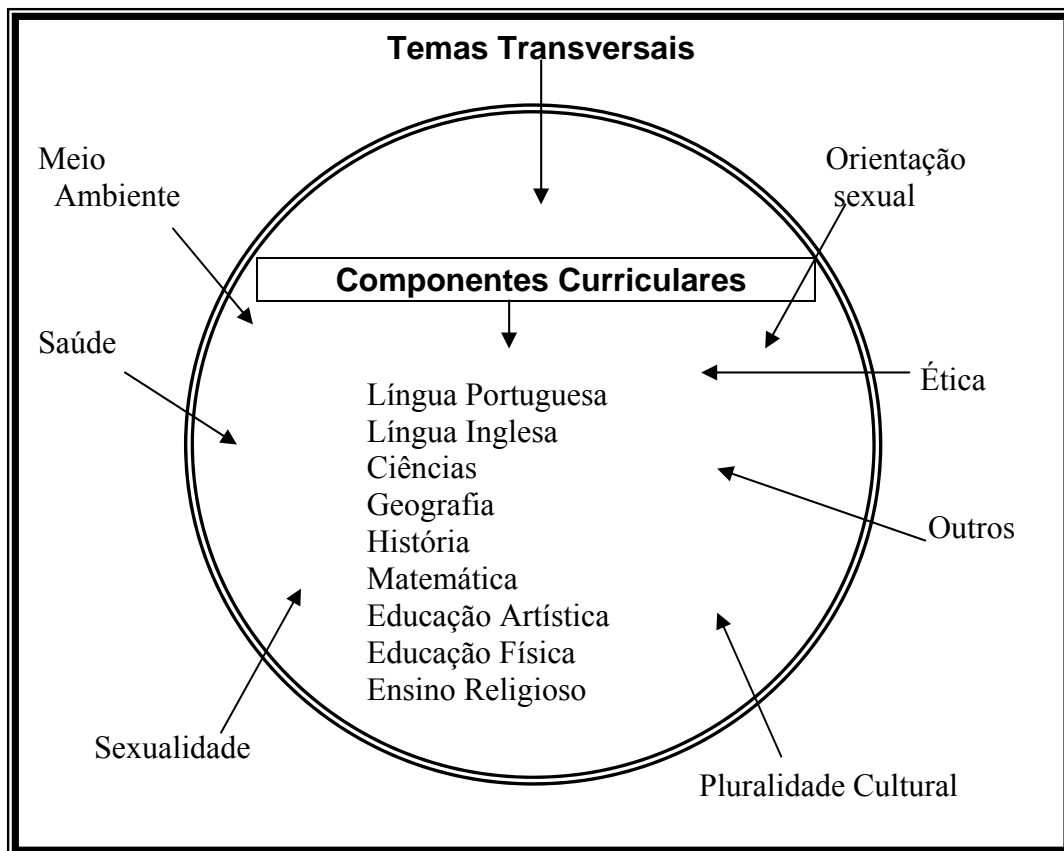 Temas Transversais
Meio
Ambiente
Orientação
sexual
Componentes Curriculares
Saúde
Ética
Língua Portuguesa
Língua Inglesa
Ciências
Geografia
Outros
História
Matemática
Educação Artística
Educação Física
Ensino Religioso
Sexualidade
Pluralidade Cultural